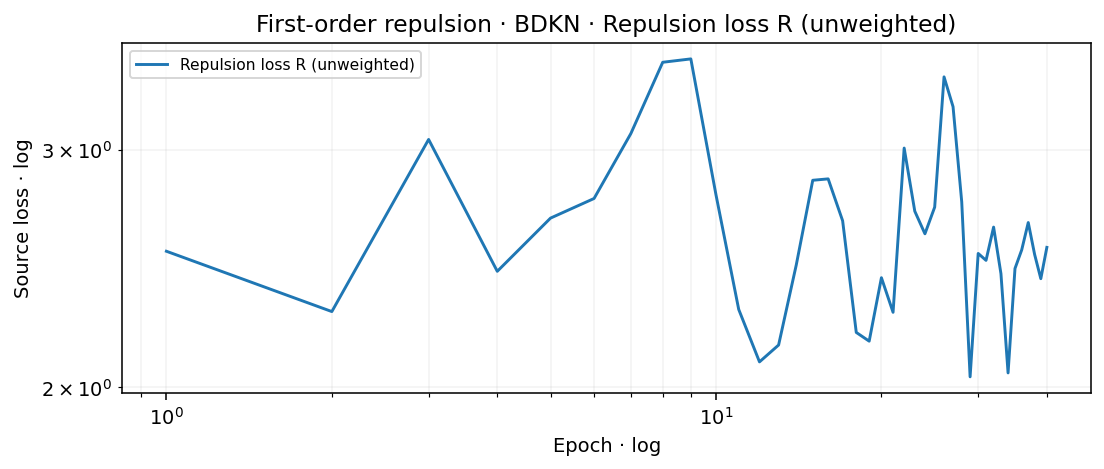 First-order repulsion · BDKN · Repulsion loss R (unweighted)
Repulsion loss R (unweighted)
Source loss · log
3 × 10⁰
2 × 10⁰
10⁰
10¹
Epoch · log